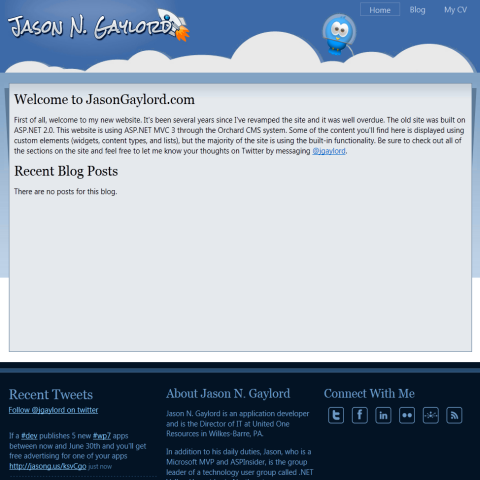 Jason N. Gaylord
Home Blog My CV
Welcome to JasonGaylord.com
First of all, welcome to my new website. It's been several years since I've revamped the site and it was well overdue. The old site was built on
ASP.NET 2.0. This website is using ASP.NET MVC 3 through the Orchard CMS system. Some of the content you'll find here is displayed using
custom elements (widgets, content types, and lists), but the majority of the site is using the built-in functionality. Be sure to check out all of
the sections on the site and feel free to let me know your thoughts on Twitter by messaging @jgaylord.
Recent Blog Posts
There are no posts for this blog.
Recent Tweets
Follow @jgaylord on twitter
If a #dev publishes 5 new #wp7 apps
between now and June 30th and you'll get
free advertising for one of your apps
http://jasong.us/ksvCgo just now
About Jason N. Gaylord
Jason N. Gaylord is an application developer
and is the Director of IT at United One
Resources in Wilkes-Barre, PA.
In addition to his daily duties, Jason, who is a
Microsoft MVP and ASPInsider, is the group
leader of a technology user group called .NET
Connect With Me